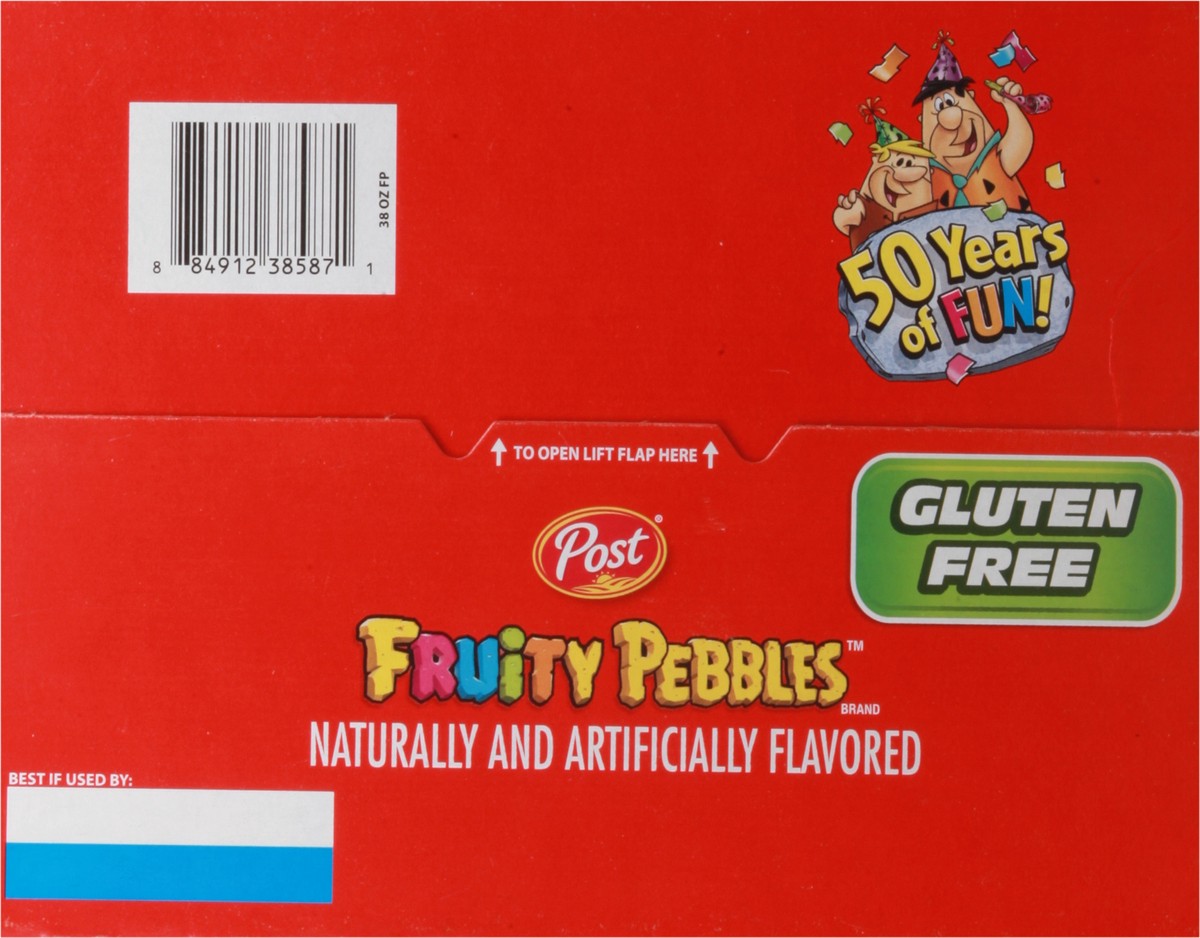 8 84912 38587 1
38 OZ FP
50 Years
of FUN!
TO OPEN LIFT FLAP HERE
GLUTEN
FREE
Post®
FRUITY PEBBLES™
BRAND
NATURALLY AND ARTIFICIALLY FLAVORED
BEST IF USED BY: